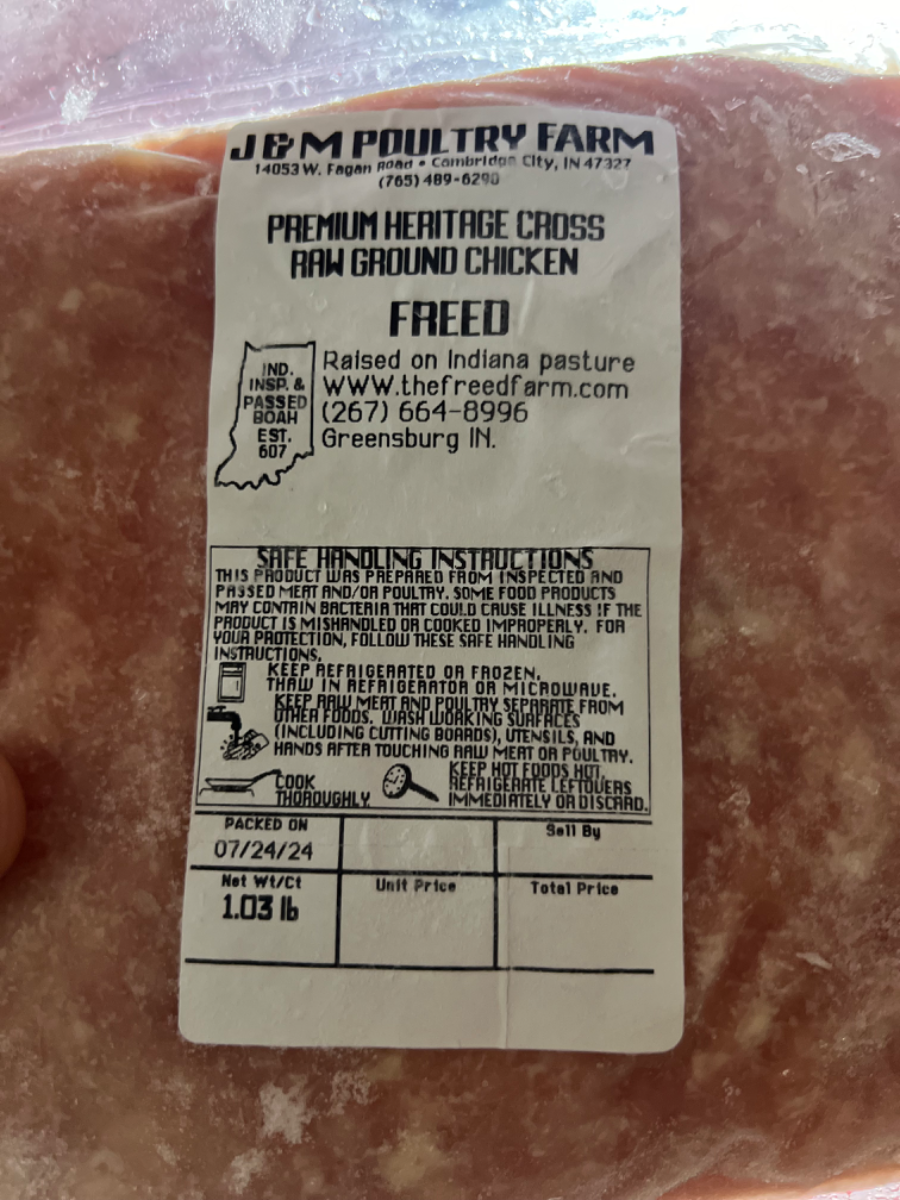 J & M POULTRY FARM
14053 W. Fagan Road • Cambridge City, IN 47327
(765) 489-6290
PREMIUM HERITAGE CROSS
RAW GROUND CHICKEN
FREED
IND.
INSP. &
PASSED
BOAH
EST.
607
Raised on Indiana pasture
WWW.thefreedfarm.com
(267) 664-8996
Greensburg IN.
SAFE HANDLING INSTRUCTIONS
THIS PRODUCT WAS PREPARED FROM INSPECTED AND
PASSED MEAT AND/OR POULTRY. SOME FOOD PRODUCTS
MAY CONTAIN BACTERIA THAT COULD CAUSE ILLNESS IF THE
PRODUCT IS MISHANDLED OR COOKED IMPROPERLY. FOR
YOUR PROTECTION, FOLLOW THESE SAFE HANDLING
INSTRUCTIONS.
KEEP REFRIGERATED OR FROZEN.
THAW IN REFRIGERATOR OR MICROWAVE.
KEEP RAW MEAT AND POULTRY SEPARATE FROM
OTHER FOODS. WASH WORKING SURFACES
(INCLUDING CUTTING BOARDS), UTENSILS, AND
HANDS AFTER TOUCHING RAW MEAT OR POULTRY.
COOK
THOROUGHLY.
KEEP HOT FOODS HOT.
REFRIGERATE LEFTOVERS
IMMEDIATELY OR DISCARD.
PACKED ON
07/24/24
Sell By
Net Wt/Ct
1.03 lb
Unit Price
Total Price